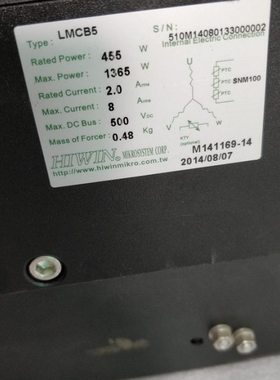 Type : LMCB5
S / N : 510M14080133000002
Rated Power : 455 W
Internal Electric Connection
Max. Power : 1365 W
Rated Current : 2.0 Arms
Max. Current : 8 Arms
Max. DC Bus : 500 VDC
Mass of Forcer : 0.48 Kg
U
PTC
PTC
PTC
SNM100
V
W
KTY
(optional)
HIWIN MIKROSYSTEM CORP.
http://www.hiwinmikro.com.tw
M141169-14
2014/08/07